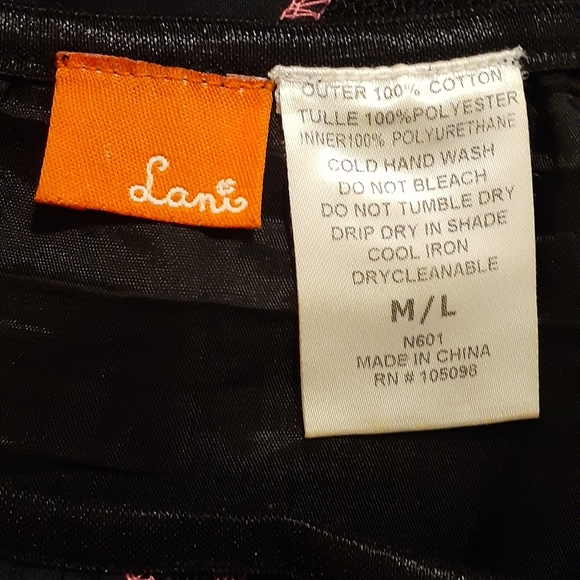 Lani
OUTER 100% COTTON
TULLE 100%POLYESTER
INNER100% POLYURETHANE
COLD HAND WASH
DO NOT BLEACH
DO NOT TUMBLE DRY
DRIP DRY IN SHADE
COOL IRON
DRYCLEANABLE
M/L
N601
MADE IN CHINA
RN # 105098